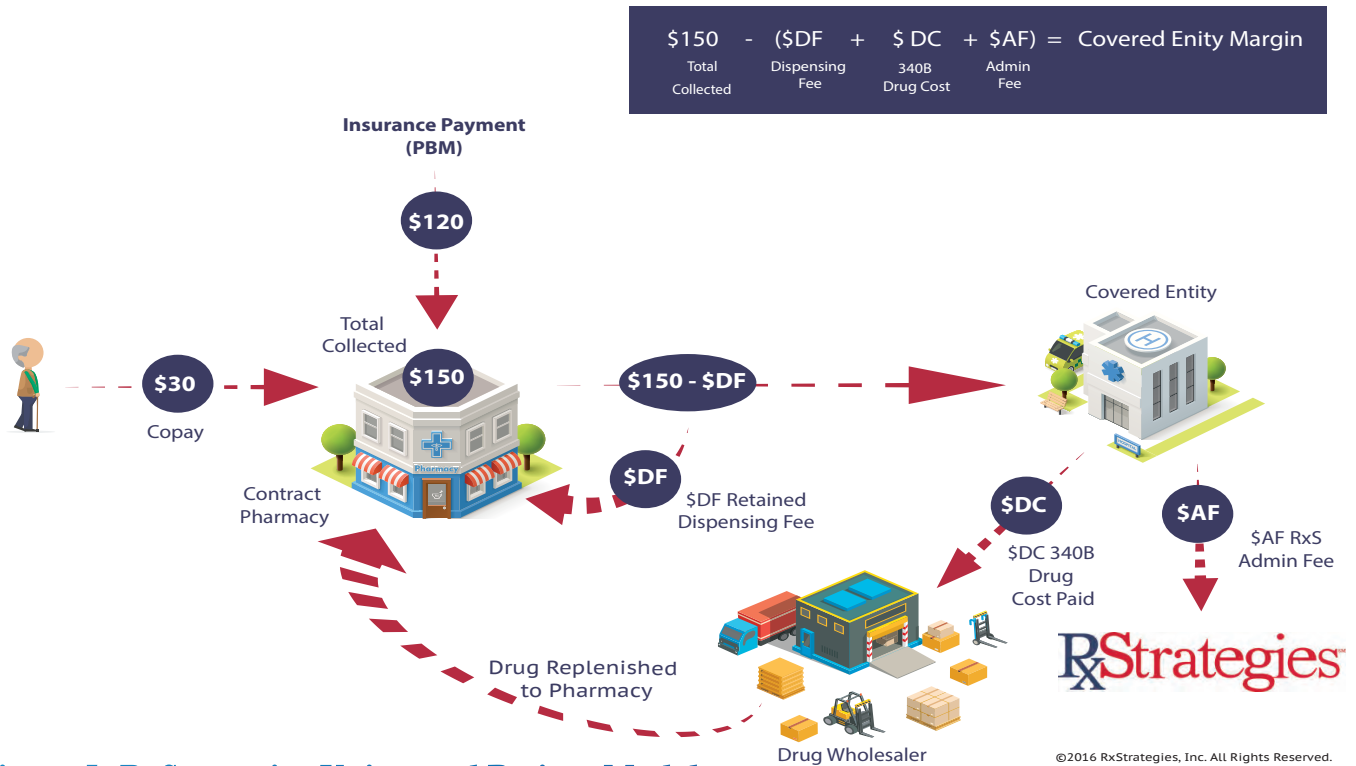 $150 - ($DF + $ DC + $AF) = Covered Enity Margin
Total Dispensing 340B Admin
Collected Fee Drug Cost Fee
Insurance Payment
(PBM)
$120
Total
Collected
$150
$30
Copay
$150 - $DF
Covered Entity
H
Pharmacy
Contract
Pharmacy
$DF
$DF Retained
Dispensing Fee
$DC
$DC 340B
Drug
Cost Paid
$AF
$AF RxS
Admin Fee
Drug Replenished
to Pharmacy
RxStrategies
Drug Wholesaler
©2016 RxStrategies, Inc. All Rights Reserved.